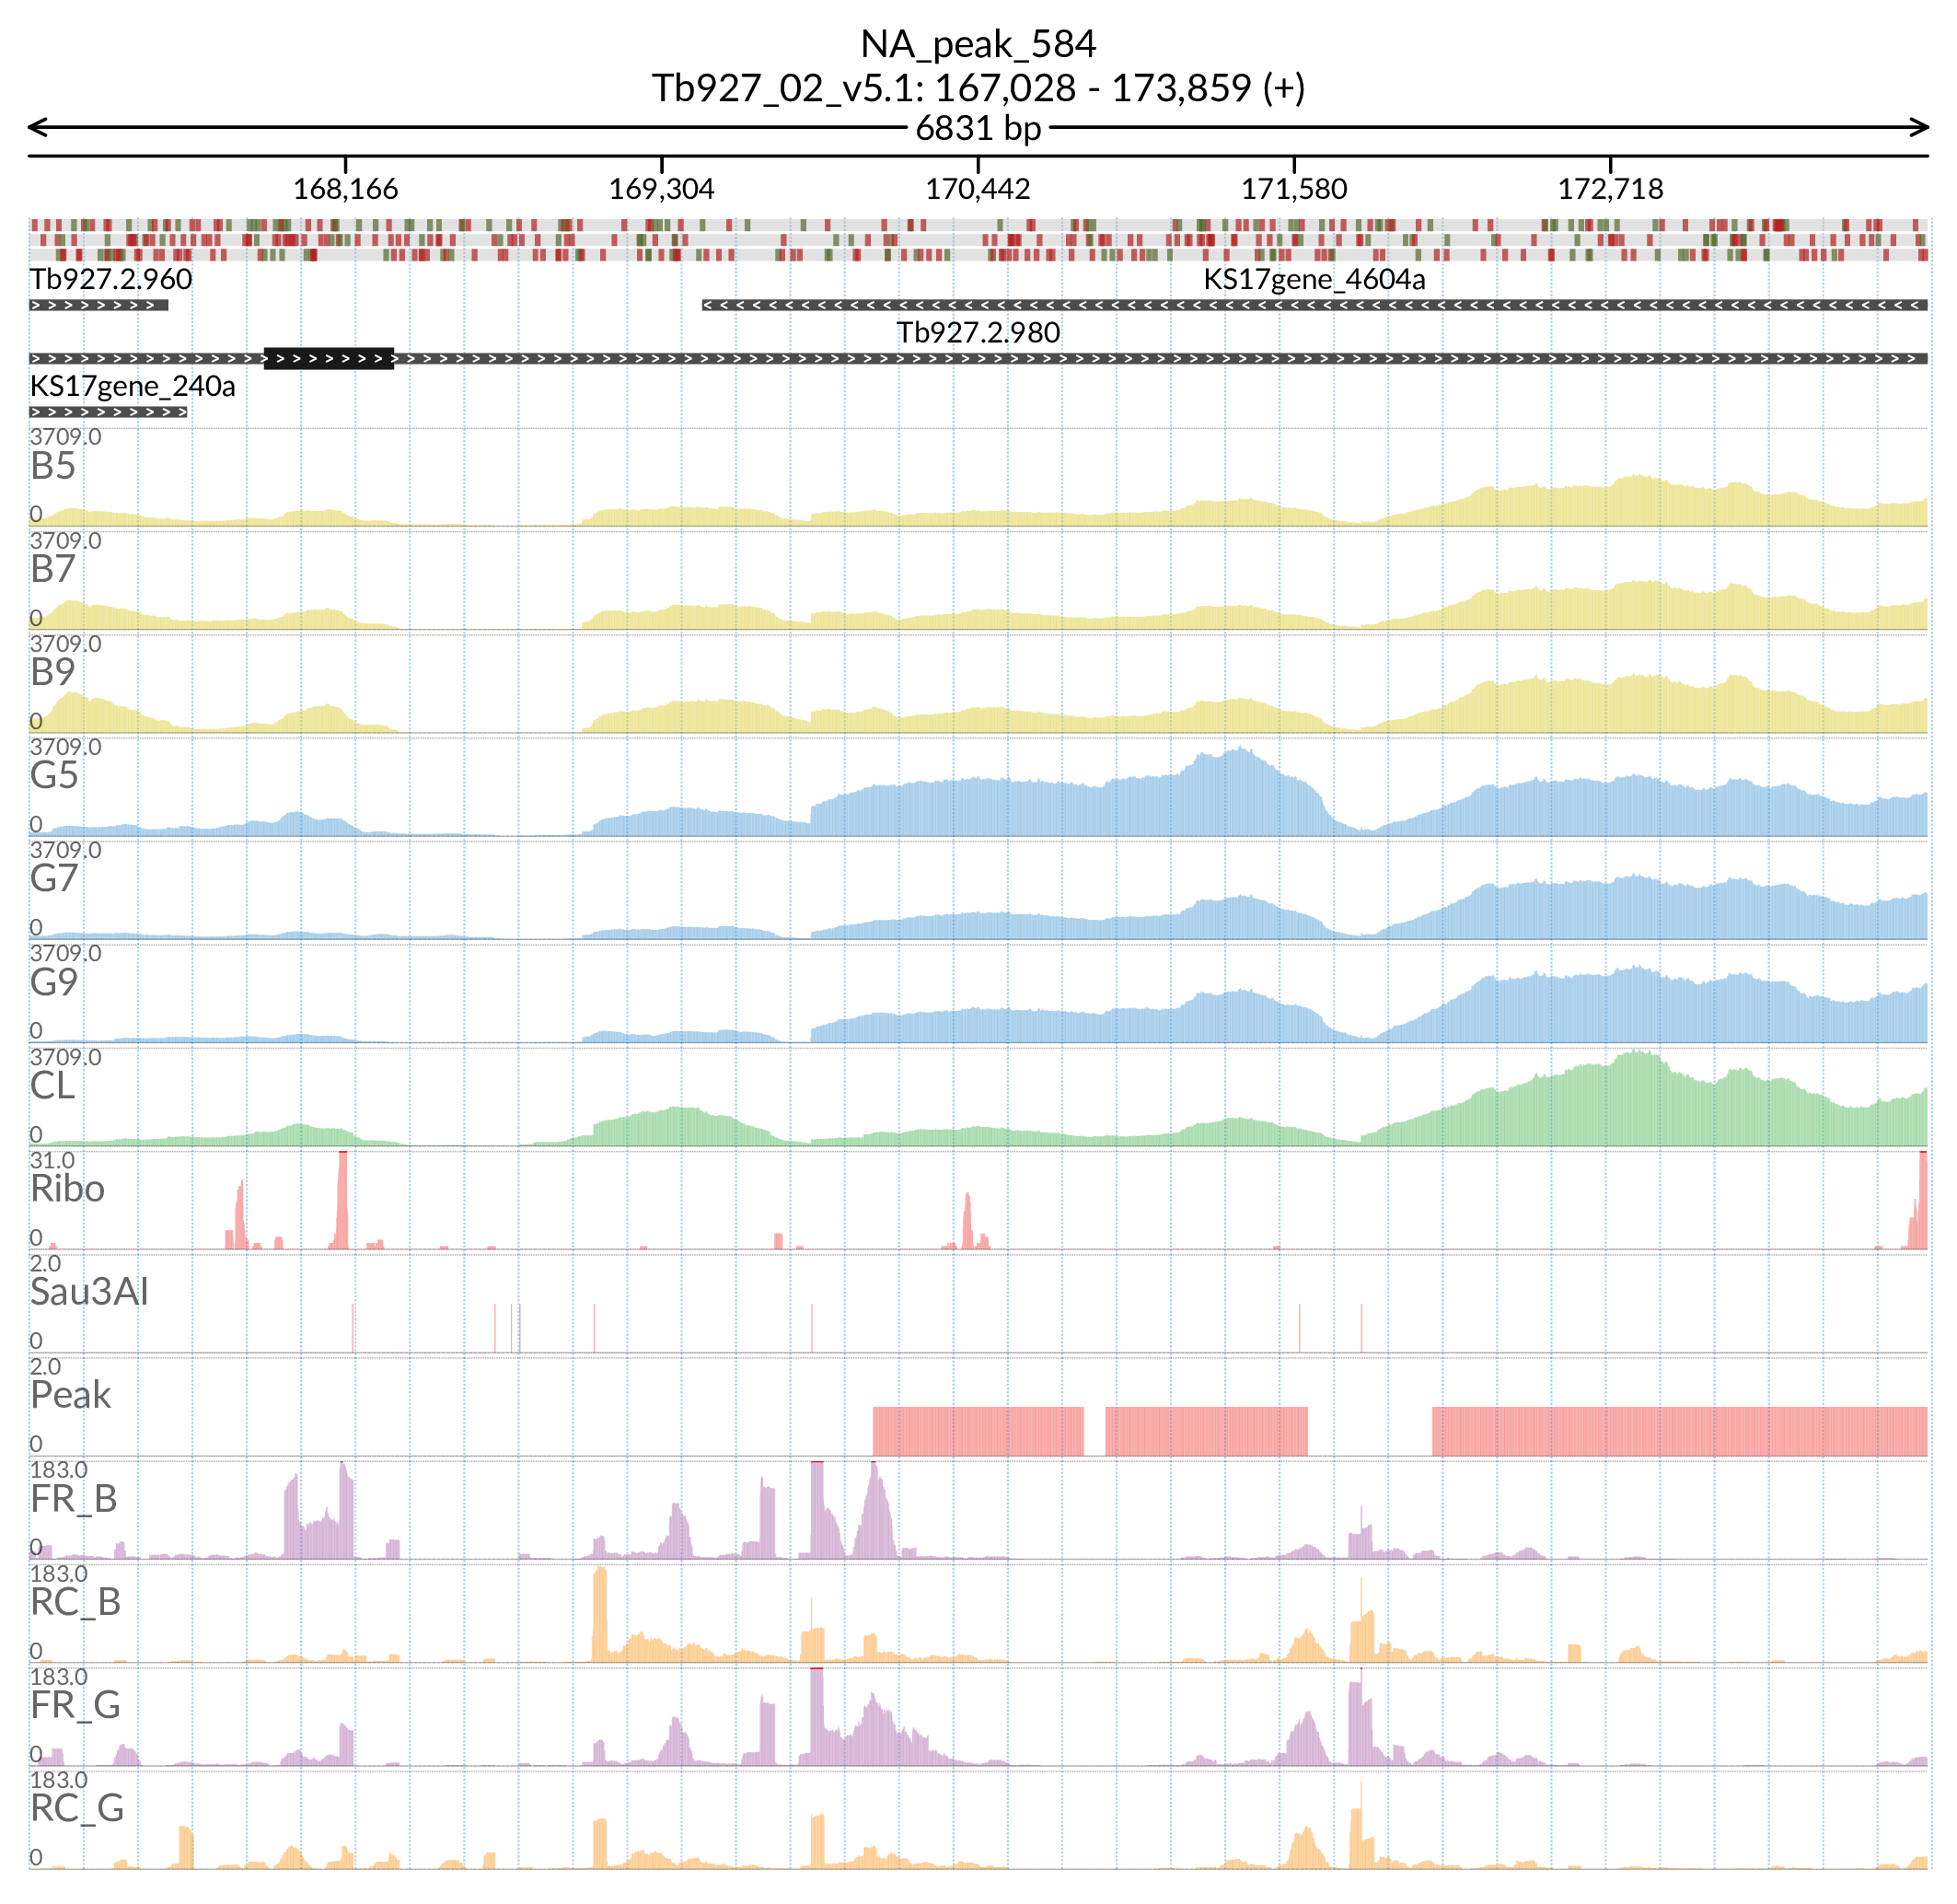 NA_peak_584
Tb927_02_v5.1: 167,028 - 173,859 (+)
6831 bp
168,166 169,304 170,442 171,580 172,718
Tb927.2.960 KS17gene_4604a
Tb927.2.980
KS17gene_240a
3709.0
B5
0
3709.0
B7
0
3709.0
B9
0
3709.0
G5
0
3709.0
G7
0
3709.0
G9
0
3709.0
CL
0
31.0
Ribo
0
2.0
Sau3AI
0
2.0
Peak
0
183.0
FR_B
0
183.0
RC_B
0
183.0
FR_G
0
183.0
RC_G
0